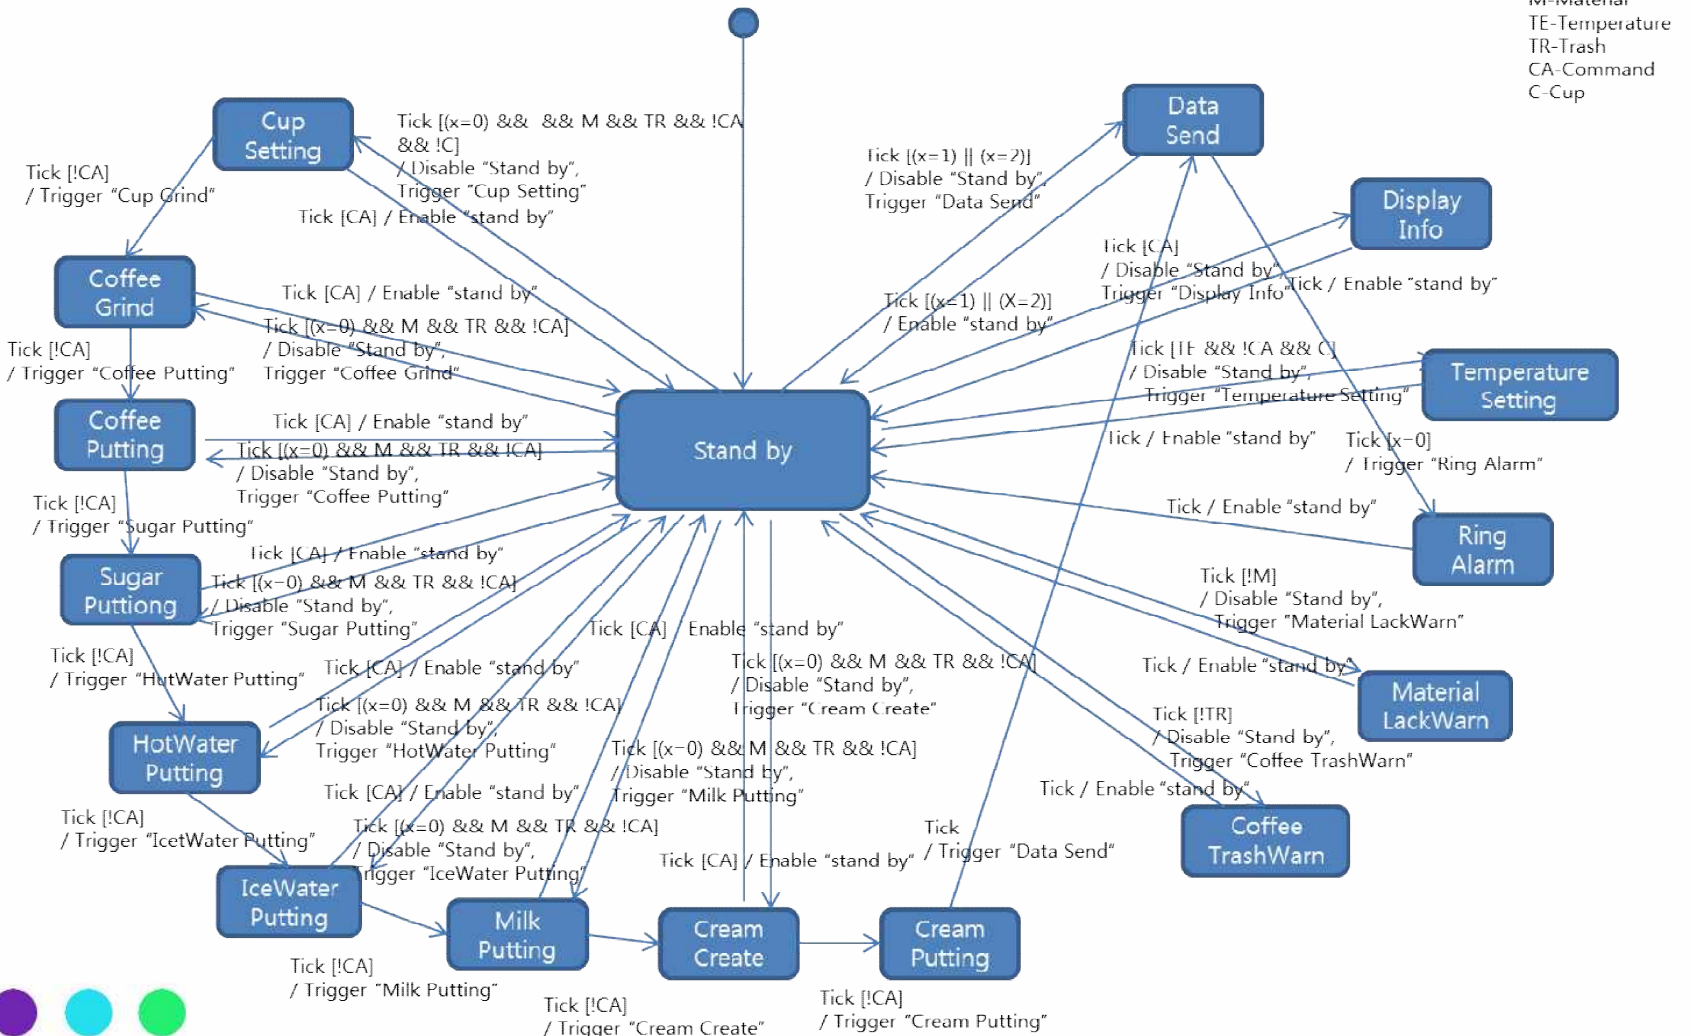 M-Material
TE-Temperature
TR-Trash
CA-Command
C-Cup
Cup
Setting
Tick [(x=0) && && M && TR && !CA
&& !C]
/ Disable "Stand by",
Trigger "Cup Setting"
Tick [CA] / Enable "stand by"
Tick [!CA]
/ Trigger "Cup Grind"
Coffee
Grind
Tick [CA] / Enable "stand by"
Tick [(x=0) && M && TR && !CA]
/ Disable "Stand by",
Trigger "Coffee Grind"
Tick [!CA]
/ Trigger "Coffee Putting"
Coffee
Putting
Tick [CA] / Enable "stand by"
Tick [(x=0) && M && TR && !CA]
/ Disable "Stand by",
Trigger "Coffee Putting"
Tick [!CA]
/ Trigger "Sugar Putting"
Sugar
Puttiong
Tick [CA] / Enable "stand by"
Tick [(x=0) && M && TR && !CA]
/ Disable "Stand by",
Trigger "Sugar Putting"
Tick [!CA]
/ Trigger "HutWater Putting"
HotWater
Putting
Tick [CA] / Enable "stand by"
Tick [(x=0) && M && TR && !CA]
/ Disable "Stand by",
Trigger "HotWater Putting"
Tick [!CA]
/ Trigger "IcetWater Putting"
IceWater
Putting
Tick [CA] / Enable "stand by"
Tick [(x=0) && M && TR && !CA]
/ Disable "Stand by",
Trigger "IceWater Putting"
Tick [!CA]
/ Trigger "Milk Putting"
Milk
Putting
Tick [CA] Enable "stand by"
Tick [(x=0) && M && TR && !CA]
/ Disable "Stand by",
Trigger "Milk Putting"
Tick [!CA]
/ Trigger "Cream Create"
Cream
Create
Tick [(x=0) && M && TR && !CA]
/ Disable "Stand by",
Trigger "Cream Create"
Tick [CA] / Enable "stand by"
Tick [!CA]
/ Trigger "Cream Putting"
Cream
Putting
Tick
/ Trigger "Data Send"
Stand by
Data
Send
Tick [(x=1) || (x=2)]
/ Disable "Stand by",
Trigger "Data Send"
Tick [(x=1) || (X=2)]
/ Enable "stand by"
Display
Info
Tick [CA]
/ Disable "Stand by",
Trigger "Display Info"
Tick / Enable "stand by"
Temperature
Setting
Tick [TE && !CA && C]
/ Disable "Stand by",
Trigger "Temperature Setting"
Tick / Enable "stand by"
Tick [x=0]
/ Trigger "Ring Alarm"
Ring
Alarm
Tick / Enable "stand by"
Tick [!M]
/ Disable "Stand by",
Trigger "Material LackWarn"
Tick / Enable "stand by"
Material
LackWarn
Tick [!TR]
/ Disable "Stand by",
Trigger "Coffee TrashWarn"
Tick / Enable "stand by"
Coffee
TrashWarn